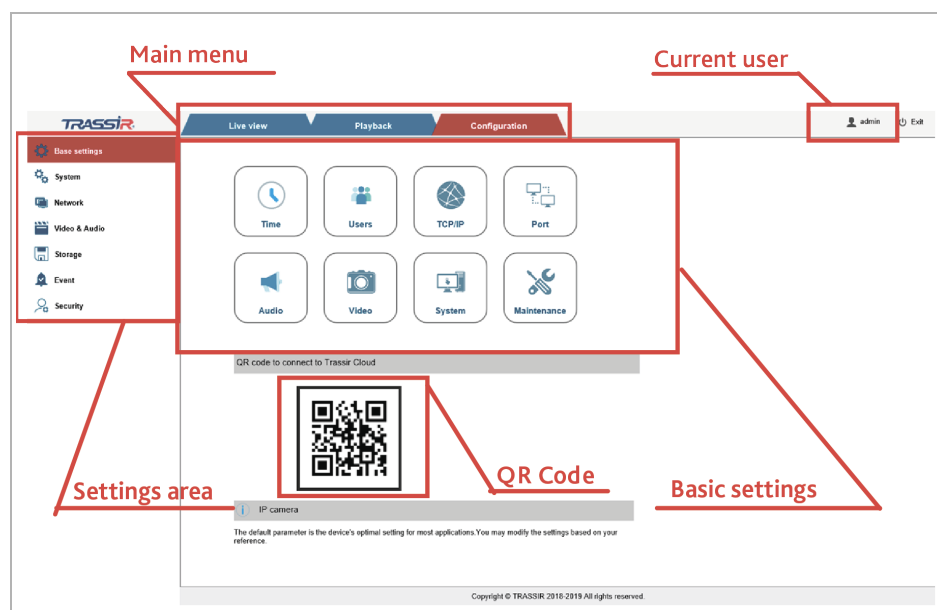 Main menu
Current user
TRASSIR
Live view
Playback
Configuration
admin
Exit
Base settings
System
Network
Video & Audio
Storage
Event
Security
Time
Users
TCP/IP
Port
Audio
Video
System
Maintenance
QR code to connect to Trassir Cloud
QR Code
Settings area
Basic settings
IP camera
The default parameter is the device's optimal setting for most applications.You may modify the settings based on your
reference.
Copyright © TRASSIR 2018-2019 All rights reserved.